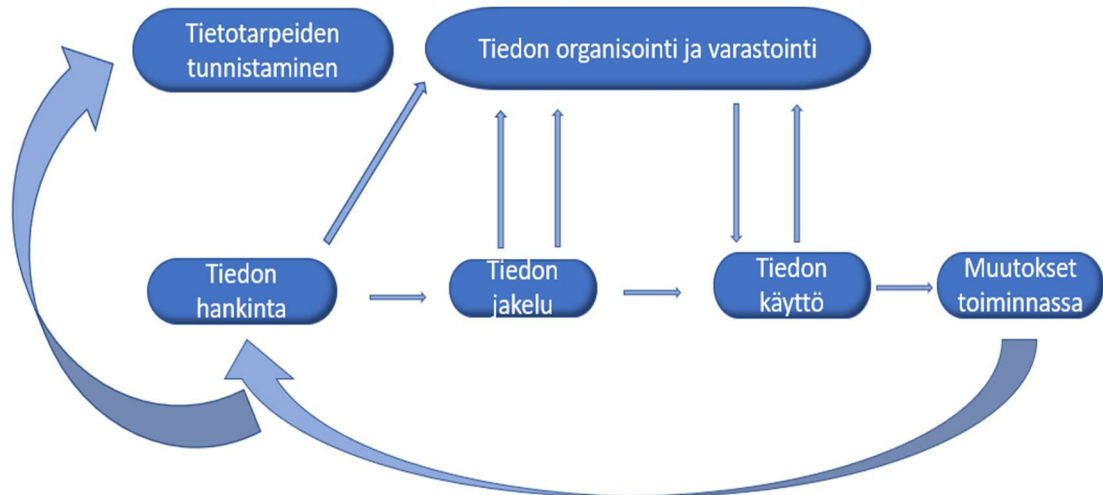 Tietotarpeiden
tunnistaminen
Tiedon organisointi ja varastointi
Tiedon
hankinta
Tiedon
jakelu
Tiedon
käyttö
Muutokset
toiminnassa